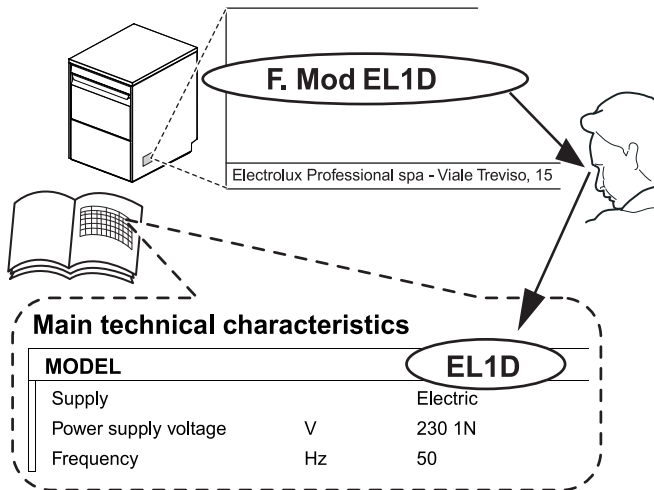 F. Mod EL1D
Electrolux Professional spa - Viale Treviso, 15
Main technical characteristics
MODEL EL1D
Supply Electric
Power supply voltage V 230 1N
Frequency Hz 50